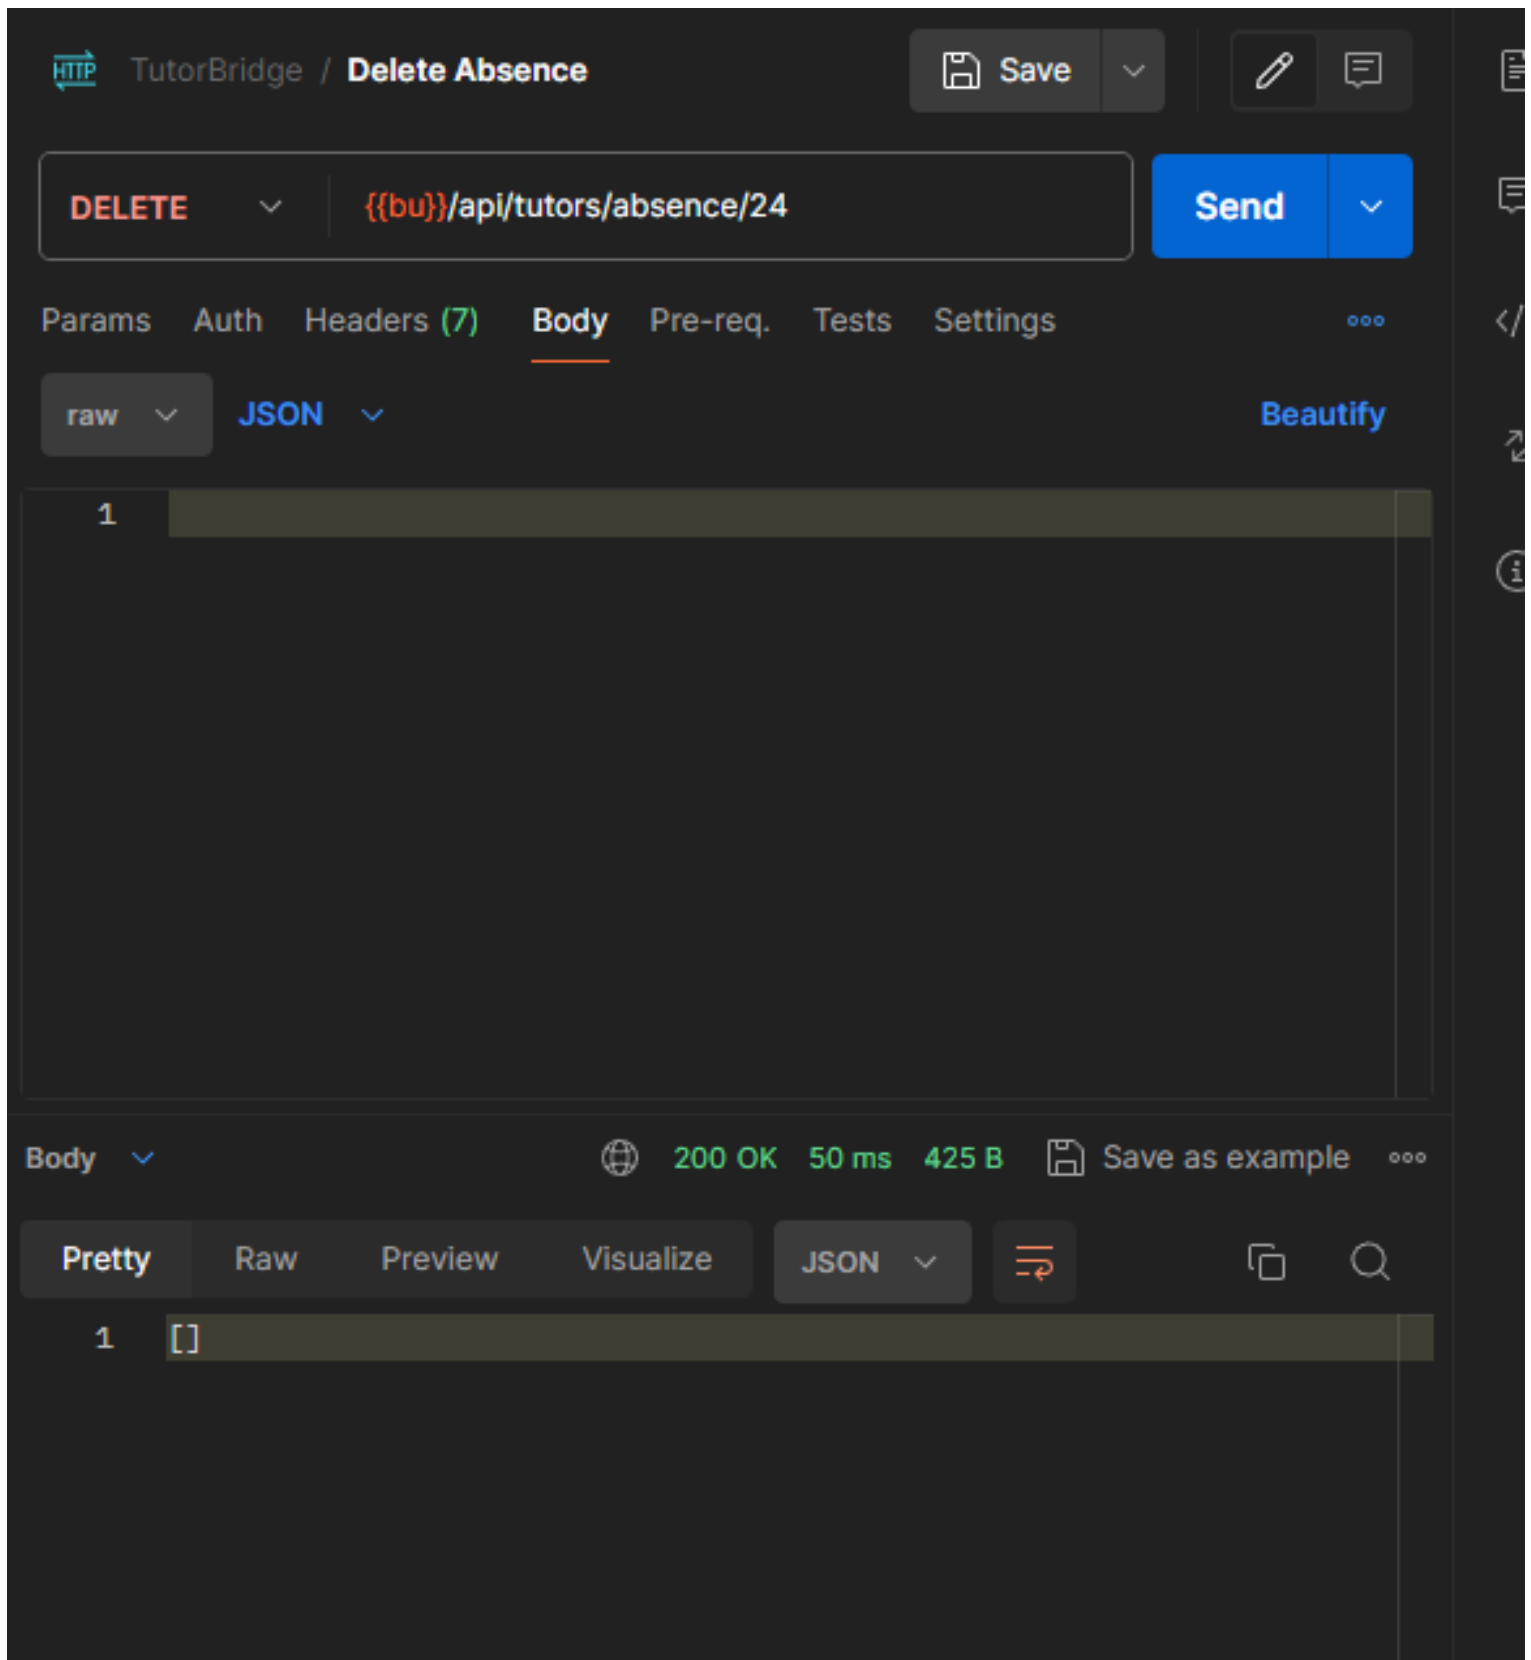 HTTP TutorBridge / Delete Absence Save
DELETE {{bu}}/api/tutors/absence/24 Send
Params Auth Headers (7) Body Pre-req. Tests Settings
raw JSON Beautify
1
Body 200 OK 50 ms 425 B Save as example
Pretty Raw Preview Visualize JSON
1 []